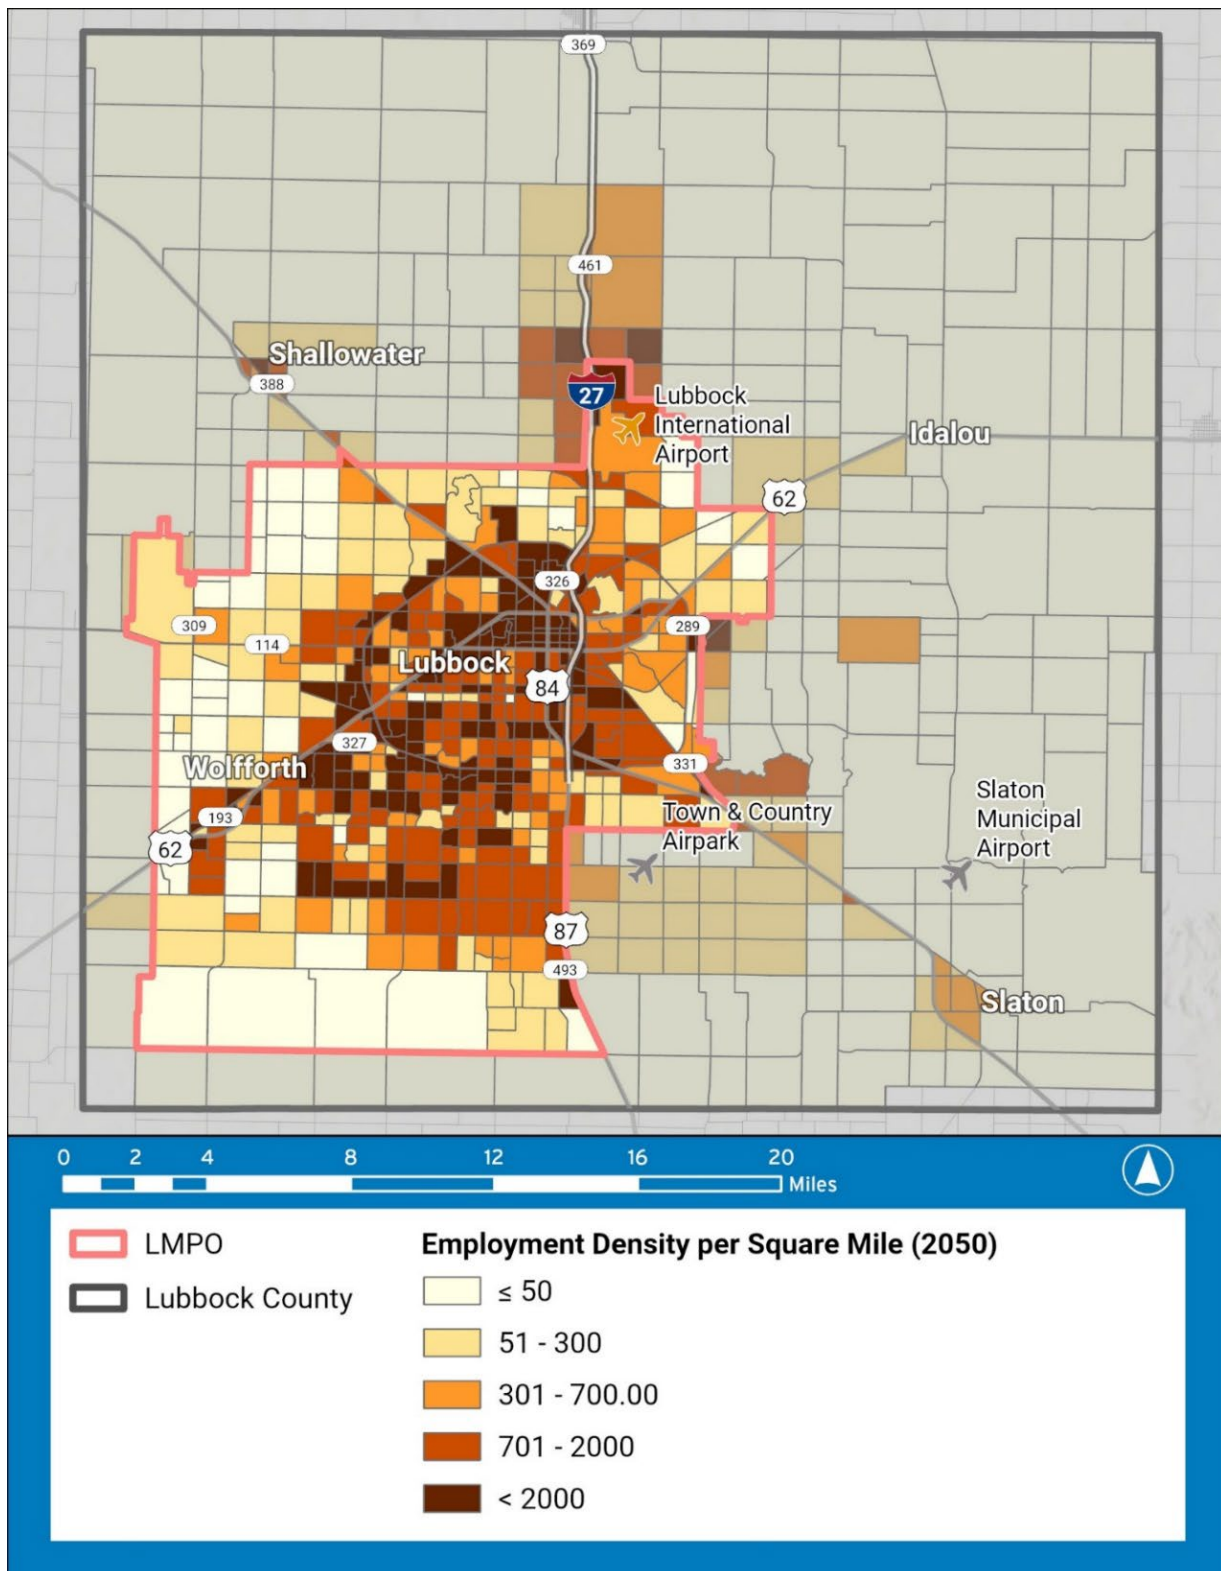 369
461
Shallowater
388
27
Lubbock
International
Airport
Idalou
62
326
309
289
114
Lubbock
84
327
Wolfforth
331
193
Town & Country
Airpark
Slaton
Municipal
Airport
62
87
493
Slaton
0 2 4 8 12 16 20
Miles
LMPO
Lubbock County
Employment Density per Square Mile (2050)
≤ 50
51 - 300
301 - 700.00
701 - 2000
< 2000